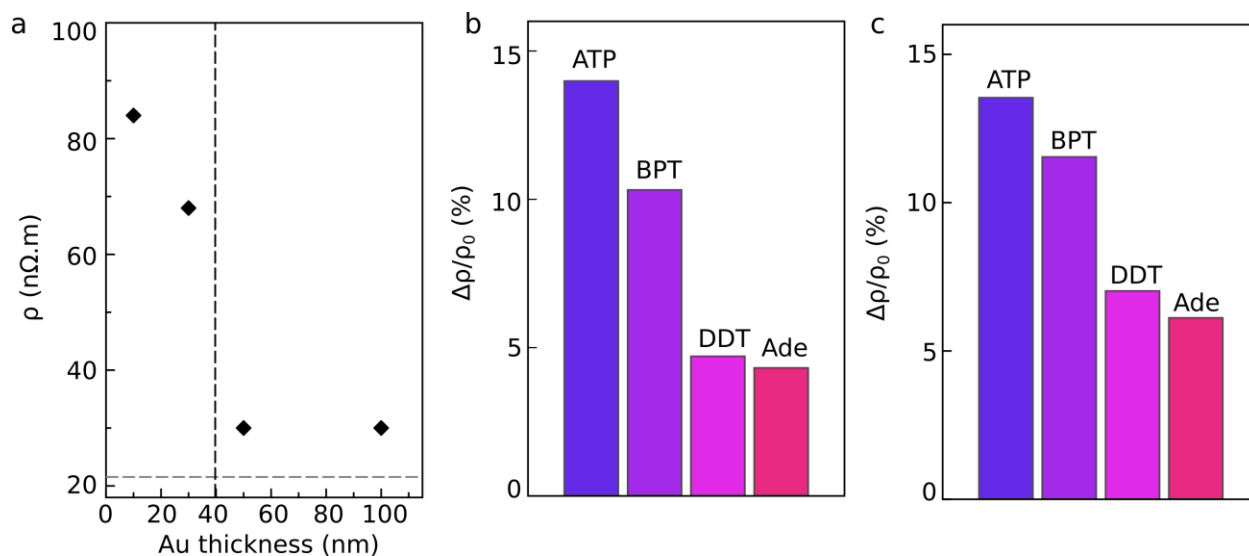 a
100
80
60
40
20
ρ (nΩ.m)
0 20 40 60 80 100
Au thickness (nm)
b
15
10
5
0
Δρ/ρ₀ (%)
ATP
BPT
DDT
Ade
c
15
10
5
0
Δρ/ρ₀ (%)
ATP
BPT
DDT
Ade